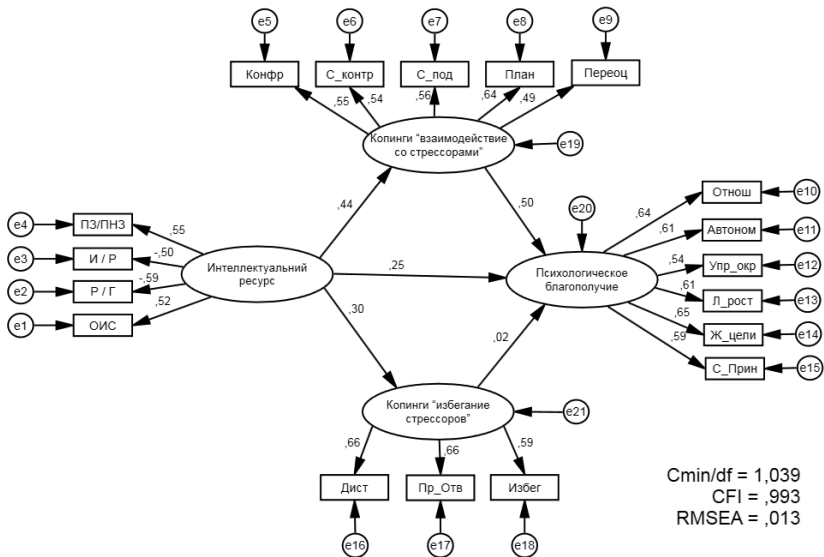 e5
e6
e7
e8
e9
Конфр
С_контр
С_под
План
Переоц
,55
,54
,56
,64
,49
Копинги “взаимодействие
со стрессорами”
e19
,44
,50
e4
ПЗ/ПНЗ
,55
e3
И / Р
-,50
e2
Р / Г
-,59
e1
ОИС
,52
Интеллектуальний
ресурс
,25
e20
Психологическое
благополучие
,64
Отнош
e10
,61
Автоном
e11
,54
Упр_окр
e12
,61
Л_рост
e13
,65
Ж_цели
e14
,59
С_Прин
e15
,30
,02
Копинги “избегание
стрессоров”
e21
,66
,66
,59
Дист
Пр_Отв
Избег
e16
e17
e18
Cmin/df = 1,039
CFI = ,993
RMSEA = ,013